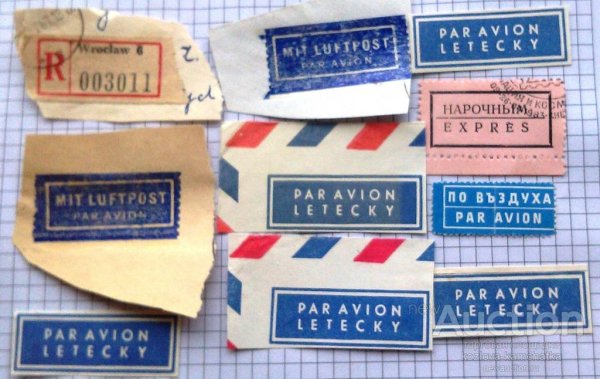 Wroclaw 6
R
003011
MIT LUFTPOST
PAR AVION
PAR AVION
LETECKY
НАРОЧНЫМ
EXPRÈS
MIT LUFTPOST
PAR AVION
PAR AVION
LETECKY
ПО ВЪЗДУХА
PAR AVION
PAR AVION
LETECKY
PAR AVION
LETECKY
PAR AVION
LETECKY
Auction